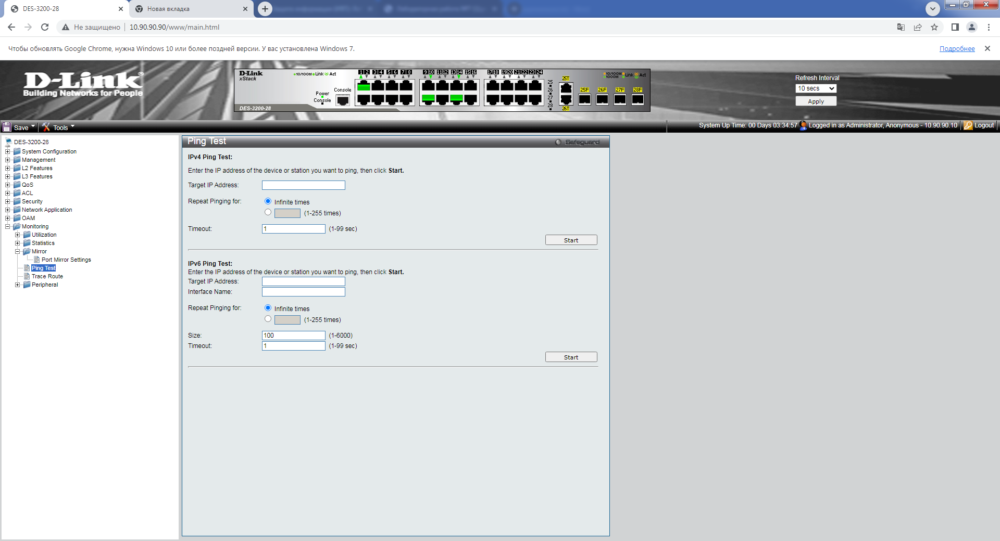 DES-3200-28
Новая вкладка
Не защищено 10.90.90.90/www/main.html
Чтобы обновлять Google Chrome, нужна Windows 10 или более поздней версии. У вас установлена Windows 7.
Подробнее
D-Link
Building Networks for People
D-Link
xStack
10/100M Link Act
Power
Console
Console
1 2 3 4 5 6 7 8 9 10 11 12 13 14 15 16 17 18 19 20 21 22 23 24
25
26
27
28
25T
26T
25F 26F 27F 28F
10/100M
1000M
Link Act
DES-3200-28
Refresh Interval
10 secs
Apply
Save
Tools
System Up Time: 00 Days 03:34:57
Logged in as Administrator, Anonymous - 10.90.90.10
Logout
DES-3200-28
System Configuration
Management
L2 Features
L3 Features
QoS
ACL
Security
Network Application
OAM
Monitoring
Utilization
Statistics
Mirror
Port Mirror Settings
Ping Test
Trace Route
Peripheral
Ping Test
Safeguard
IPv4 Ping Test:
Enter the IP address of the device or station you want to ping, then click Start.
Target IP Address:
Repeat Pinging for:
Infinite times
(1-255 times)
Timeout: 1 (1-99 sec)
Start
IPv6 Ping Test:
Enter the IP address of the device or station you want to ping, then click Start.
Target IP Address:
Interface Name:
Repeat Pinging for:
Infinite times
(1-255 times)
Size: 100 (1-6000)
Timeout: 1 (1-99 sec)
Start